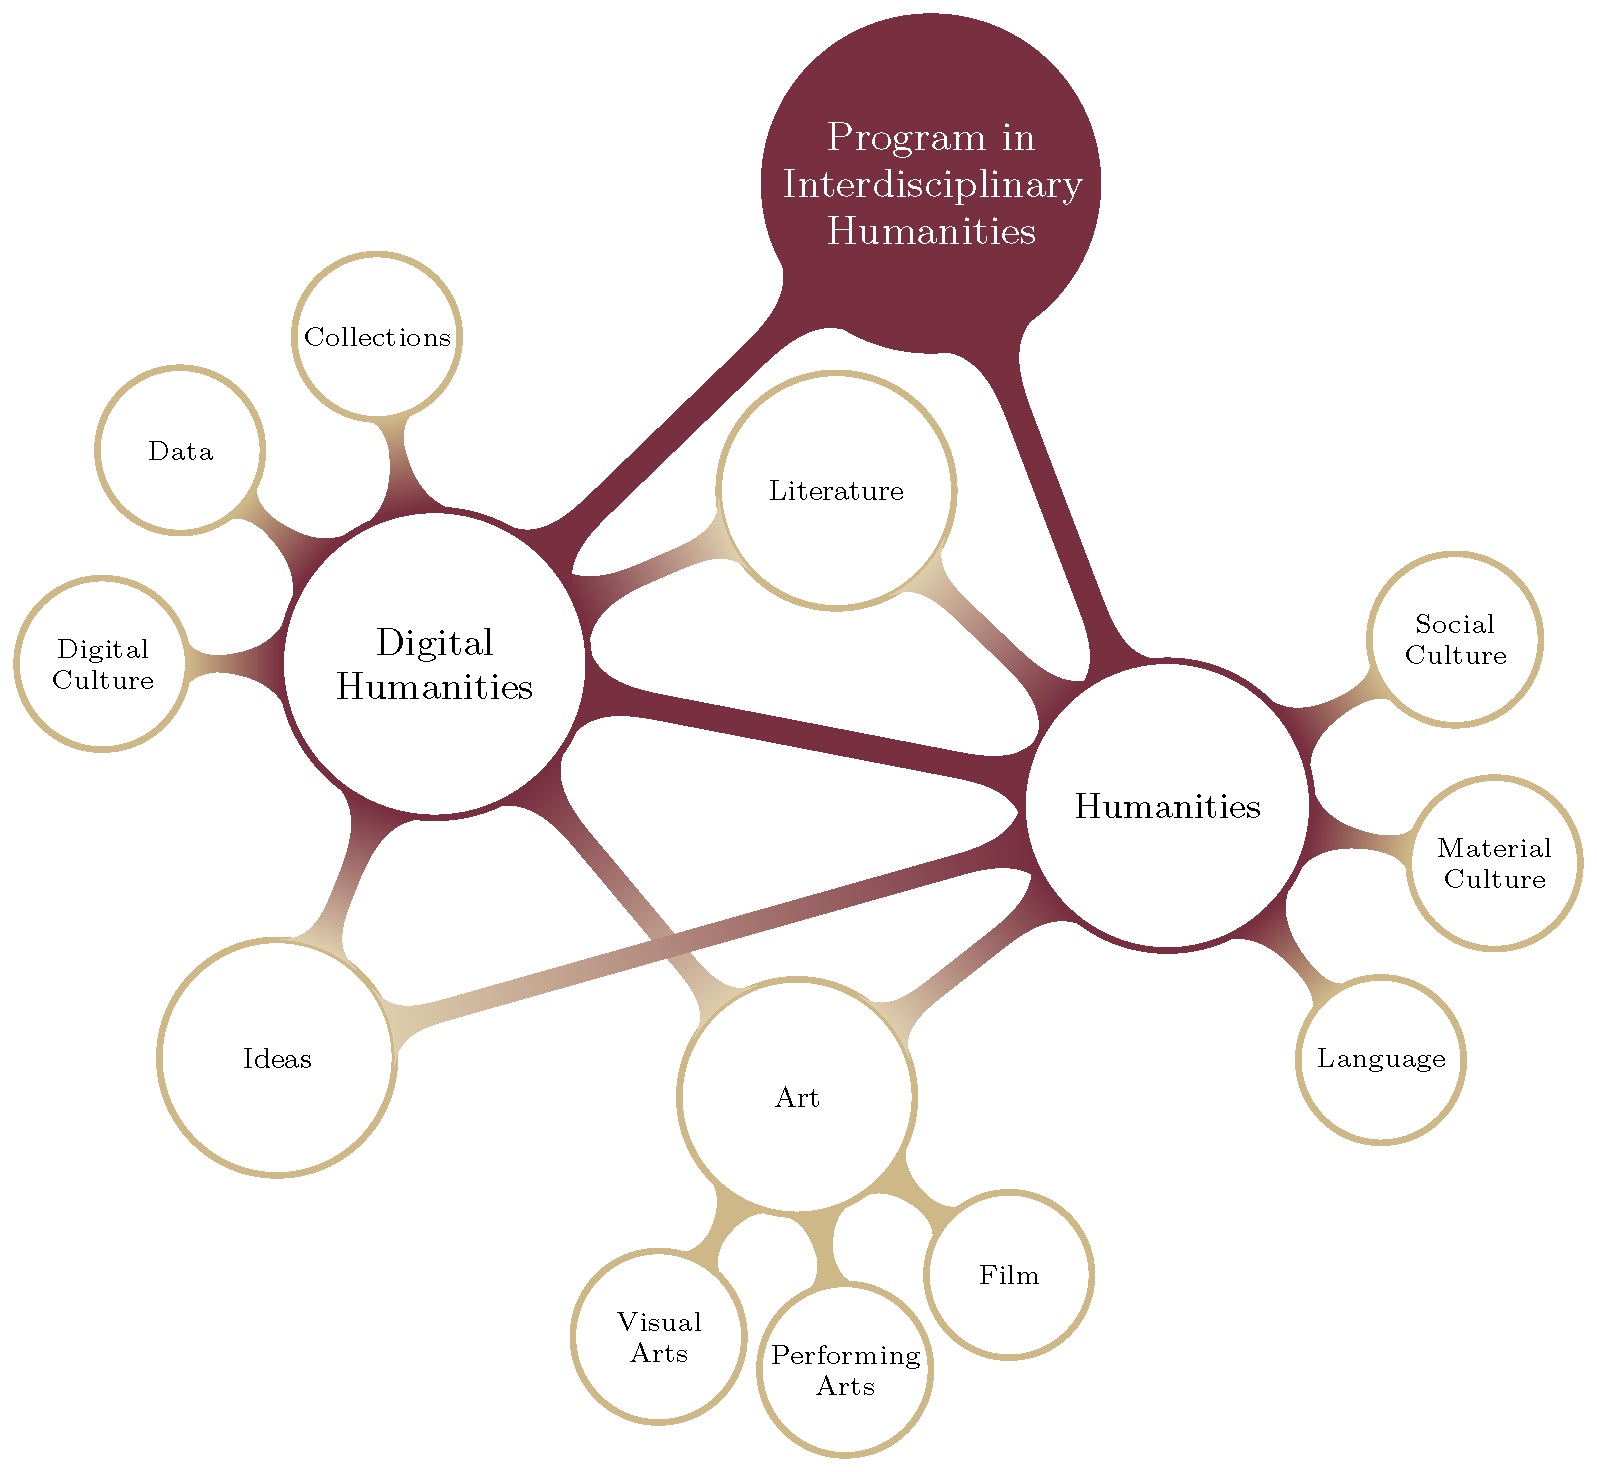 Program in
Interdisciplinary
Humanities
Collections
Data
Literature
Digital
Culture
Digital
Humanities
Social
Culture
Humanities
Material
Culture
Ideas
Art
Language
Film
Visual
Arts
Performing
Arts